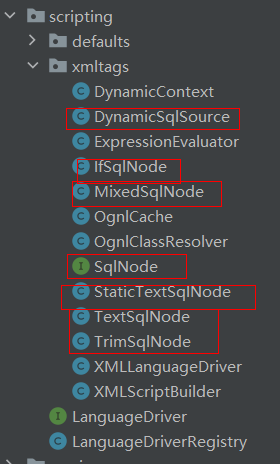 scripting
defaults
xmltags
DynamicContext
DynamicSqlSource
ExpressionEvaluator
IfSqlNode
MixedSqlNode
OgnlCache
OgnlClassResolver
SqlNode
StaticTextSqlNode
TextSqlNode
TrimSqlNode
XMLLanguageDriver
XMLScriptBuilder
LanguageDriver
LanguageDriverRegistry